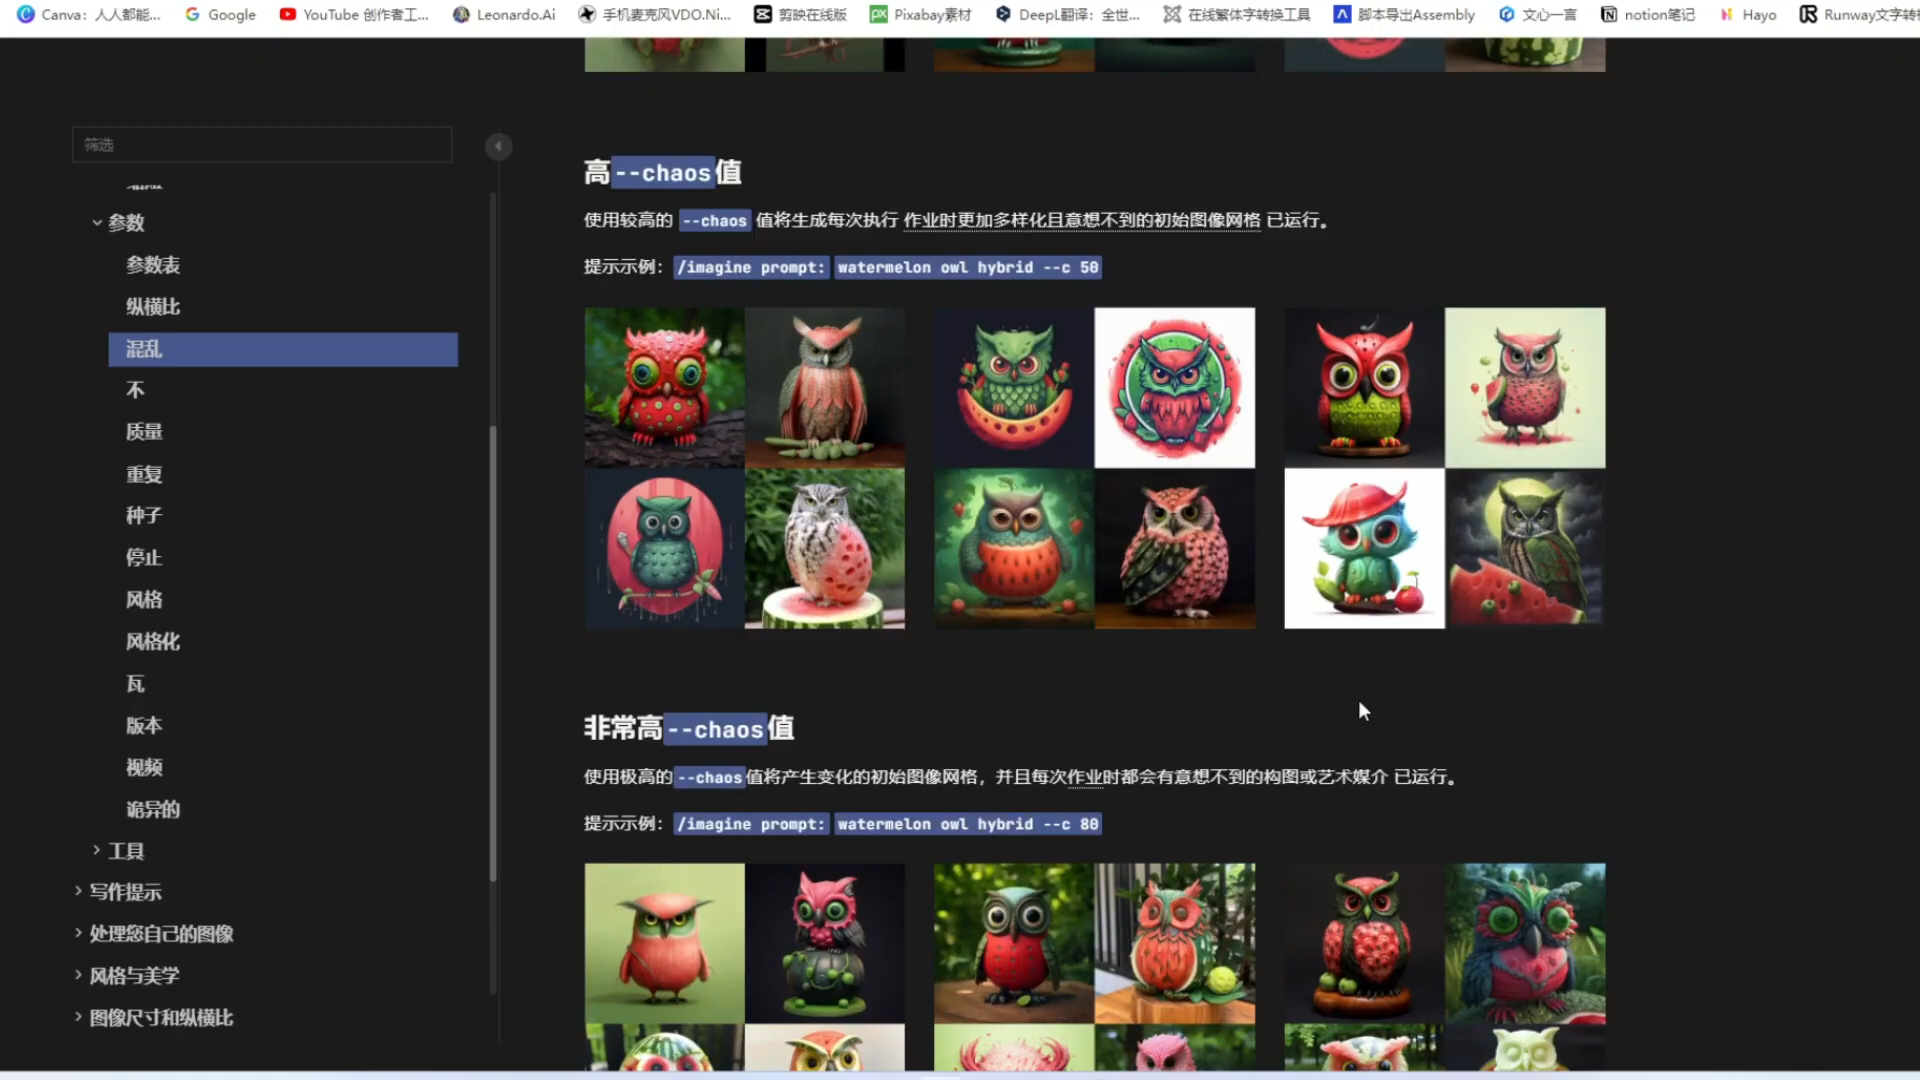 Canva：人人都能...
Google
YouTube 创作者工...
Leonardo.Ai
手机麦克风VDO.Ni...
剪映在线版
Pixabay素材
DeepL翻译：全世...
在线繁体字转换工具
脚本导出Assembly
文心一言
notion笔记
Hayo
Runway文字转
筛选
参数
参数表
纵横比
混乱
不
质量
重复
种子
停止
风格
风格化
瓦
版本
视频
诡异的
工具
写作提示
处理您自己的图像
风格与美学
图像尺寸和纵横比
高--chaos值
使用较高的 --chaos 值将生成每次执行 作业时更加多样化且意想不到的初始图像网格 已运行。
提示示例： /imagine prompt: watermelon owl hybrid --c 50
非常高--chaos值
使用极高的--chaos值将产生变化的初始图像网格，并且每次作业时都会有意想不到的构图或艺术媒介 已运行。
提示示例： /imagine prompt: watermelon owl hybrid --c 80